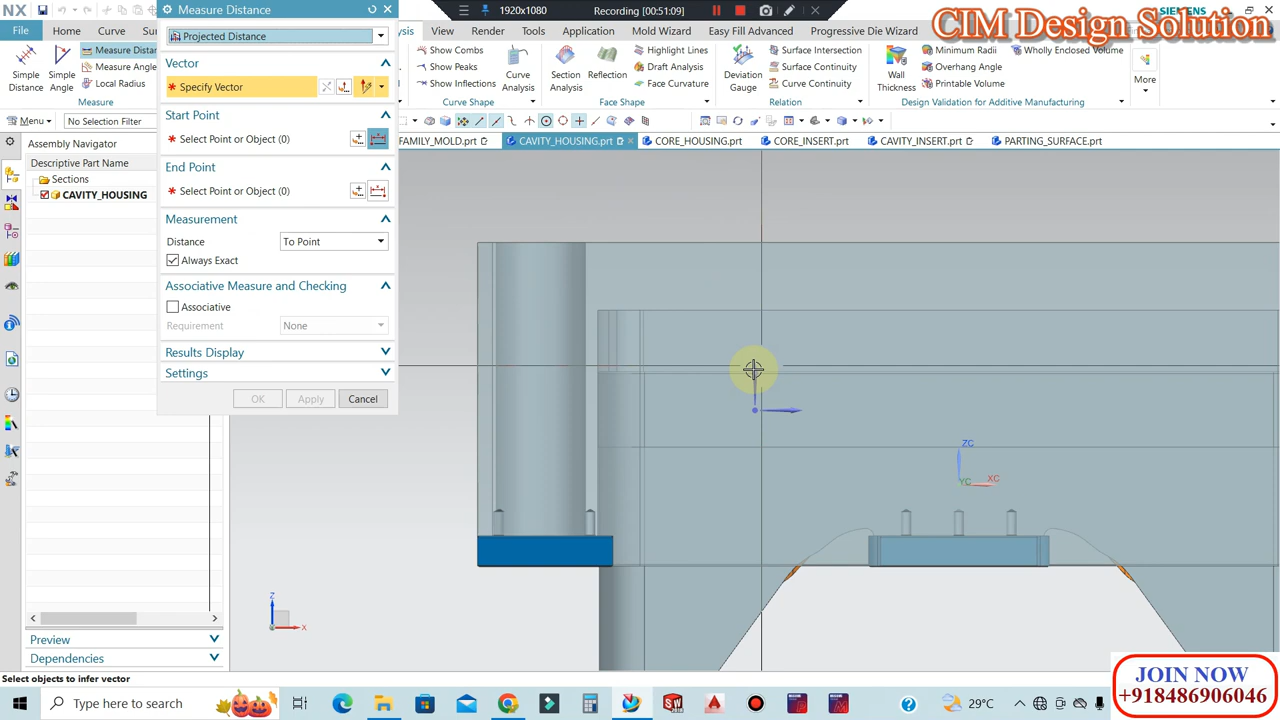 NX
Measure Distance
1920x1080
Recording [00:51:09]
SIEMENS
CIM Design Solution
File
Home
Curve
Su
Analysis
View
Render
Tools
Application
Mold Wizard
Easy Fill Advanced
Progressive Die Wizard
Projected Distance
Simple Distance
Simple Angle
Measure Distan
Measure Angle
Local Radius
Measure
Show Combs
Show Peaks
Show Inflections
Curve Analysis
Curve Shape
Section Analysis
Reflection
Highlight Lines
Draft Analysis
Face Curvature
Face Shape
Deviation Gauge
Surface Intersection
Surface Continuity
Curve Continuity
Relation
Wall Thickness
Minimum Radii
Overhang Angle
Printable Volume
Wholly Enclosed Volume
Design Validation for Additive Manufacturing
More
Vector
* Specify Vector
Start Point
* Select Point or Object (0)
End Point
* Select Point or Object (0)
Measurement
Distance
To Point
Always Exact
Associative Measure and Checking
Associative
Requirement
None
Results Display
Settings
OK
Apply
Cancel
Menu
No Selection Filter
Assembly Navigator
Descriptive Part Name
Sections
CAVITY_HOUSING
FAMILY_MOLD.prt
CAVITY_HOUSING.prt
CORE_HOUSING.prt
CORE_INSERT.prt
CAVITY_INSERT.prt
PARTING_SURFACE.prt
ZC
YC
XC
Z
X
Preview
Dependencies
Select objects to infer vector
JOIN NOW
+918486906046
Type here to search
29°C